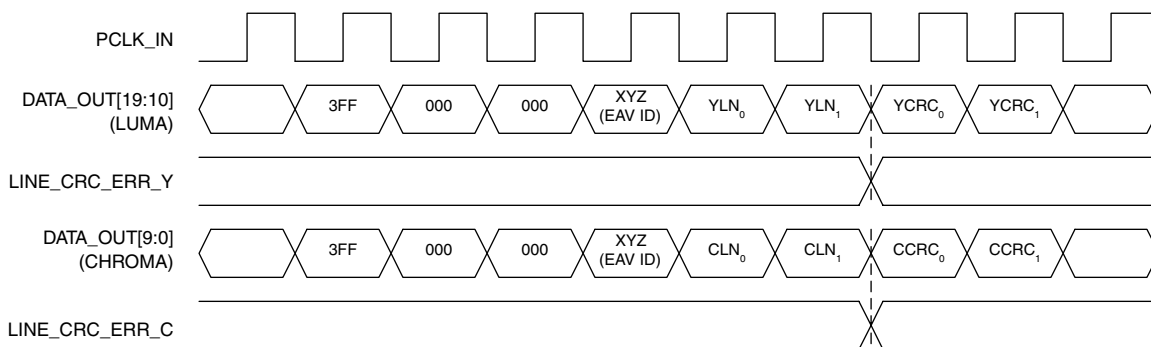 PCLK_IN
DATA_OUT[19:10] 3FF 000 000 XYZ YLN₀ YLN₁ YCRC₀ YCRC₁
(LUMA) (EAV ID)
LINE_CRC_ERR_Y
DATA_OUT[9:0] 3FF 000 000 XYZ CLN₀ CLN₁ CCRC₀ CCRC₁
(CHROMA) (EAV ID)
LINE_CRC_ERR_C